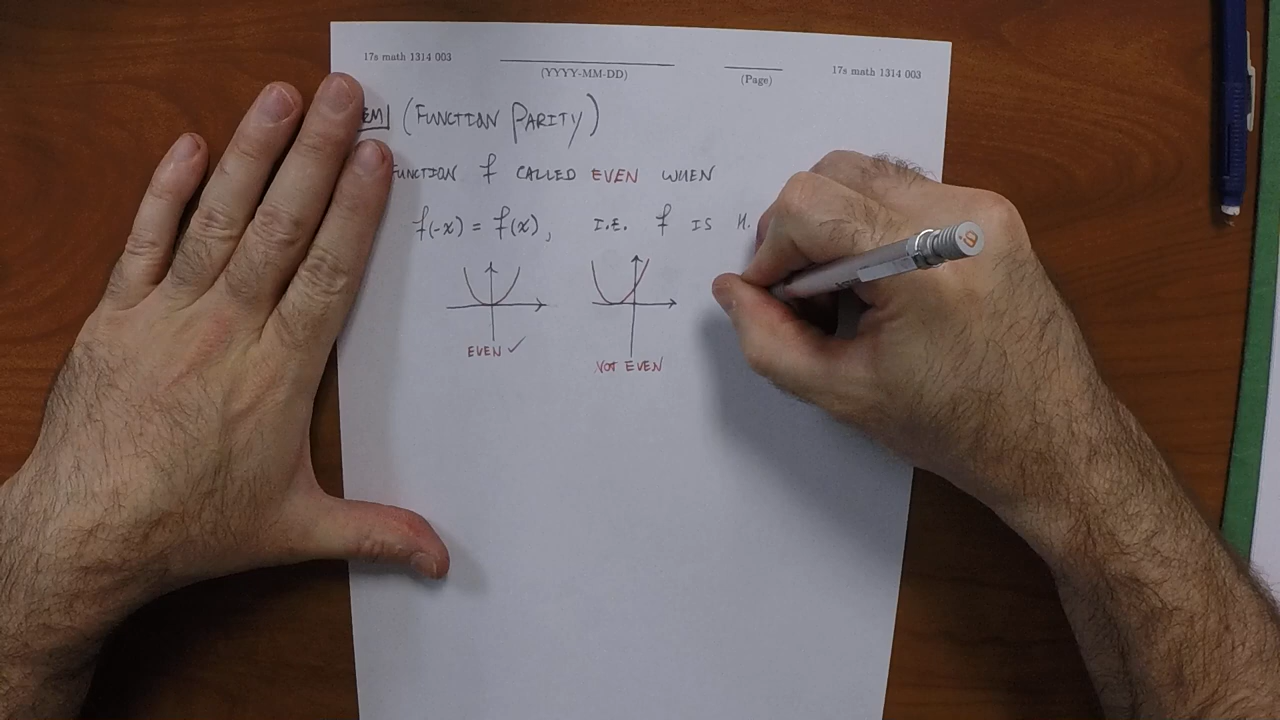 17s math 1314 003 (YYYY-MM-DD) (Page) 17s math 1314 003
(FUNCTION PARITY)
FUNCTION f CALLED EVEN WHEN
f(-x) = f(x), I.E. f IS H.
EVEN ✓
NOT EVEN